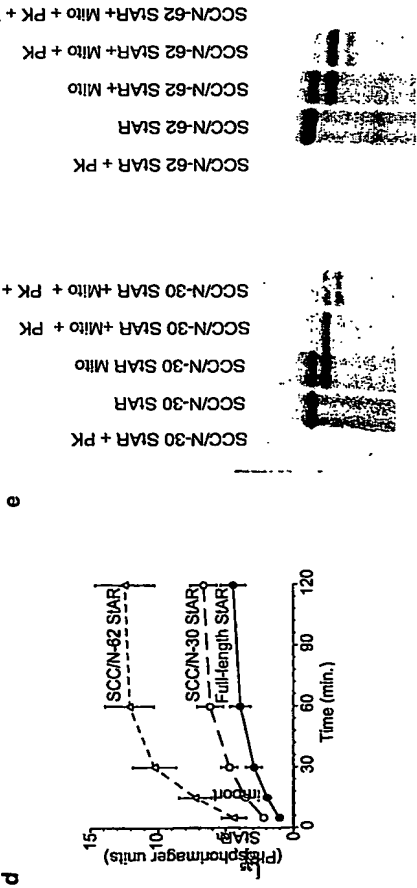 d
15
10
5
0
StAR import
(Phosphorimager units)
SCC/N-62 StAR
SCC/N-30 StAR
Full-length StAR
0
30
60
90
120
Time (min.)
e
SCC/N-30 StAR + PK
SCC/N-30 StAR
SCC/N-30 StAR Mito
SCC/N-30 StAR +Mito + PK
SCC/N-30 StAR +Mito + PK +
SCC/N-62 StAR + PK
SCC/N-62 StAR
SCC/N-62 StAR+ Mito
SCC/N-62 StAR+ Mito + PK
SCC/N-62 StAR+ Mito + PK +